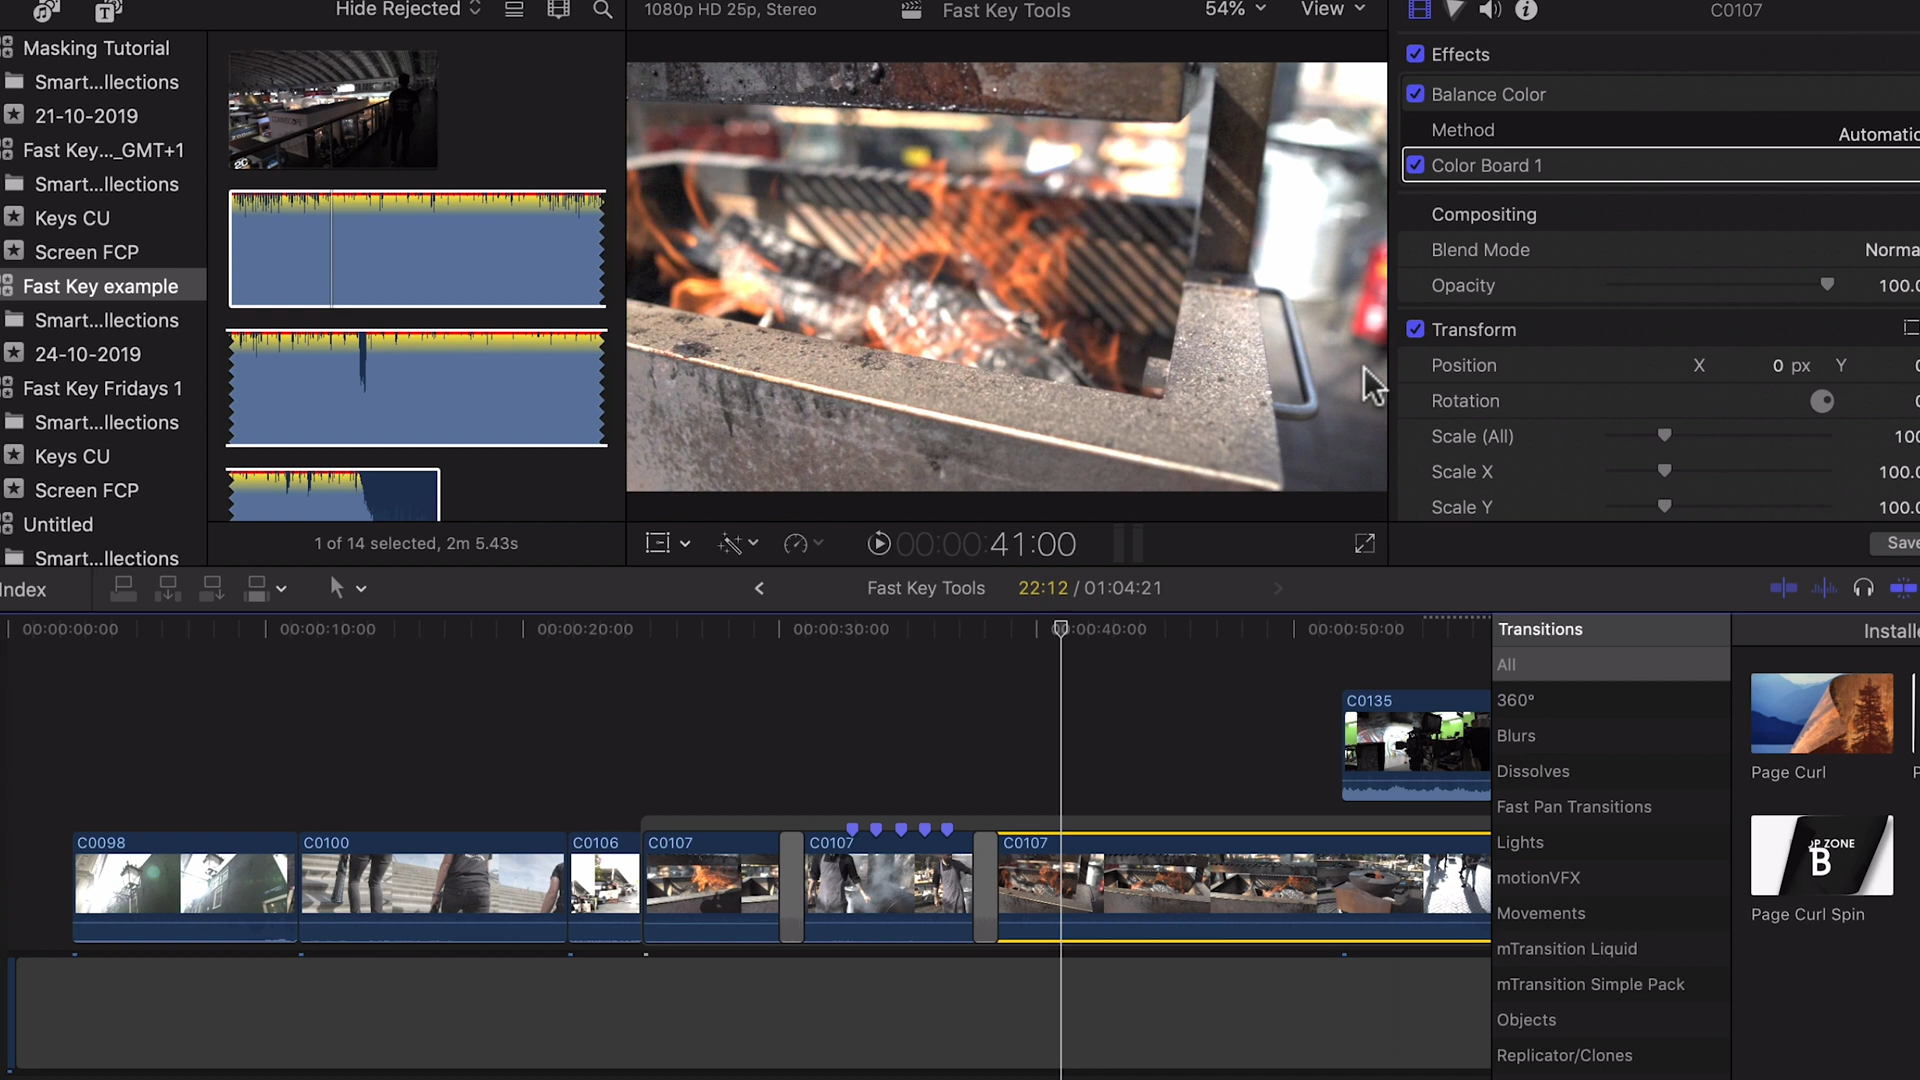 Hide Rejected
1080p HD 25p, Stereo
Fast Key Tools
54%
View
C0107
Masking Tutorial
Smart...llections
21-10-2019
Fast Key..._GMT+1
Smart...llections
Keys CU
Screen FCP
Fast Key example
Smart...llections
24-10-2019
Fast Key Fridays 1
Smart...llections
Keys CU
Screen FCP
Untitled
Smart...llections
1 of 14 selected, 2m 5.43s
00:00:00:41:00
Effects
Balance Color
Method
Automatic
Color Board 1
Compositing
Blend Mode
Norma
Opacity
100.0
Transform
Position
X 0 px Y 0
Rotation
0
Scale (All)
100
Scale X
100.0
Scale Y
100.0
Save
Index
Fast Key Tools
22:12 / 01:04:21
00:00:00:00
00:00:10:00
00:00:20:00
00:00:30:00
00:00:40:00
00:00:50:00
C0135
C0098
C0100
C0106
C0107
C0107
C0107
Transitions
All
360°
Blurs
Dissolves
Fast Pan Transitions
Lights
motionVFX
Movements
mTransition Liquid
mTransition Simple Pack
Objects
Replicator/Clones
Installe
Page Curl
P
OP ZONE
B
Page Curl Spin